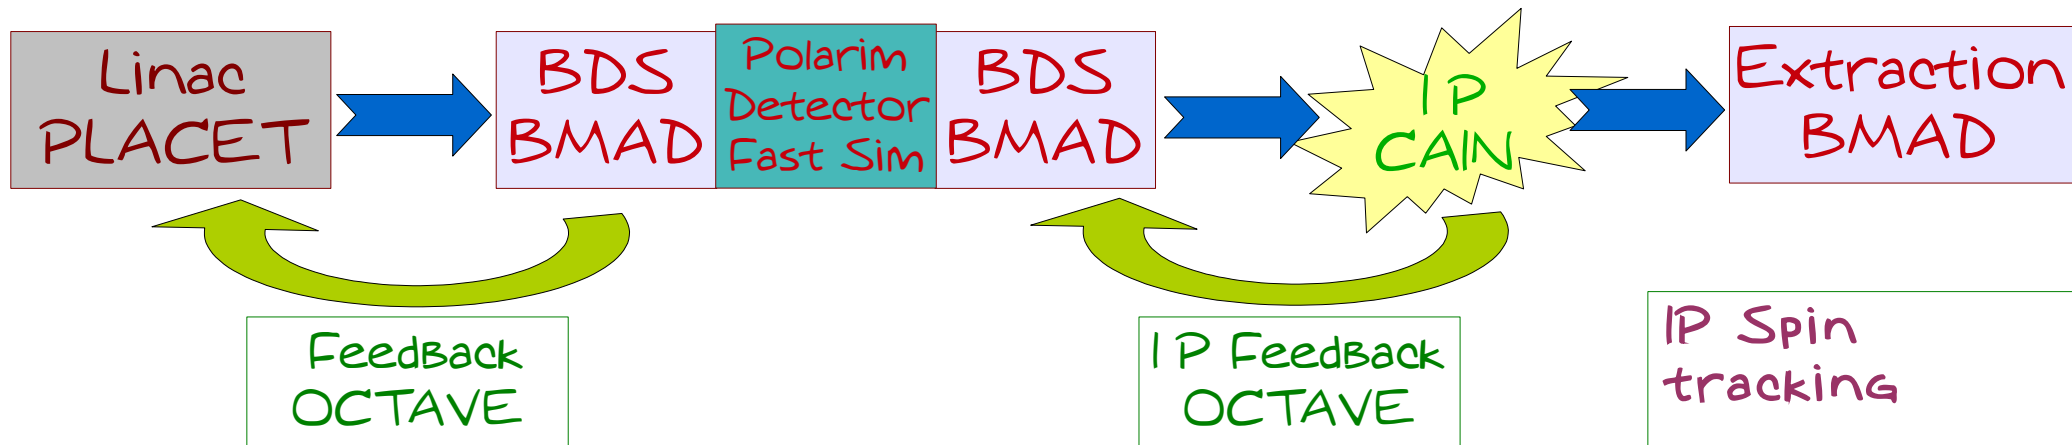 Linac
PLACET
BDS
BMAD
Polarim
Detector
Fast Sim
BDS
BMAD
IP
CAIN
Extraction
BMAD
Feedback
OCTAVE
IP Feedback
OCTAVE
IP Spin
tracking